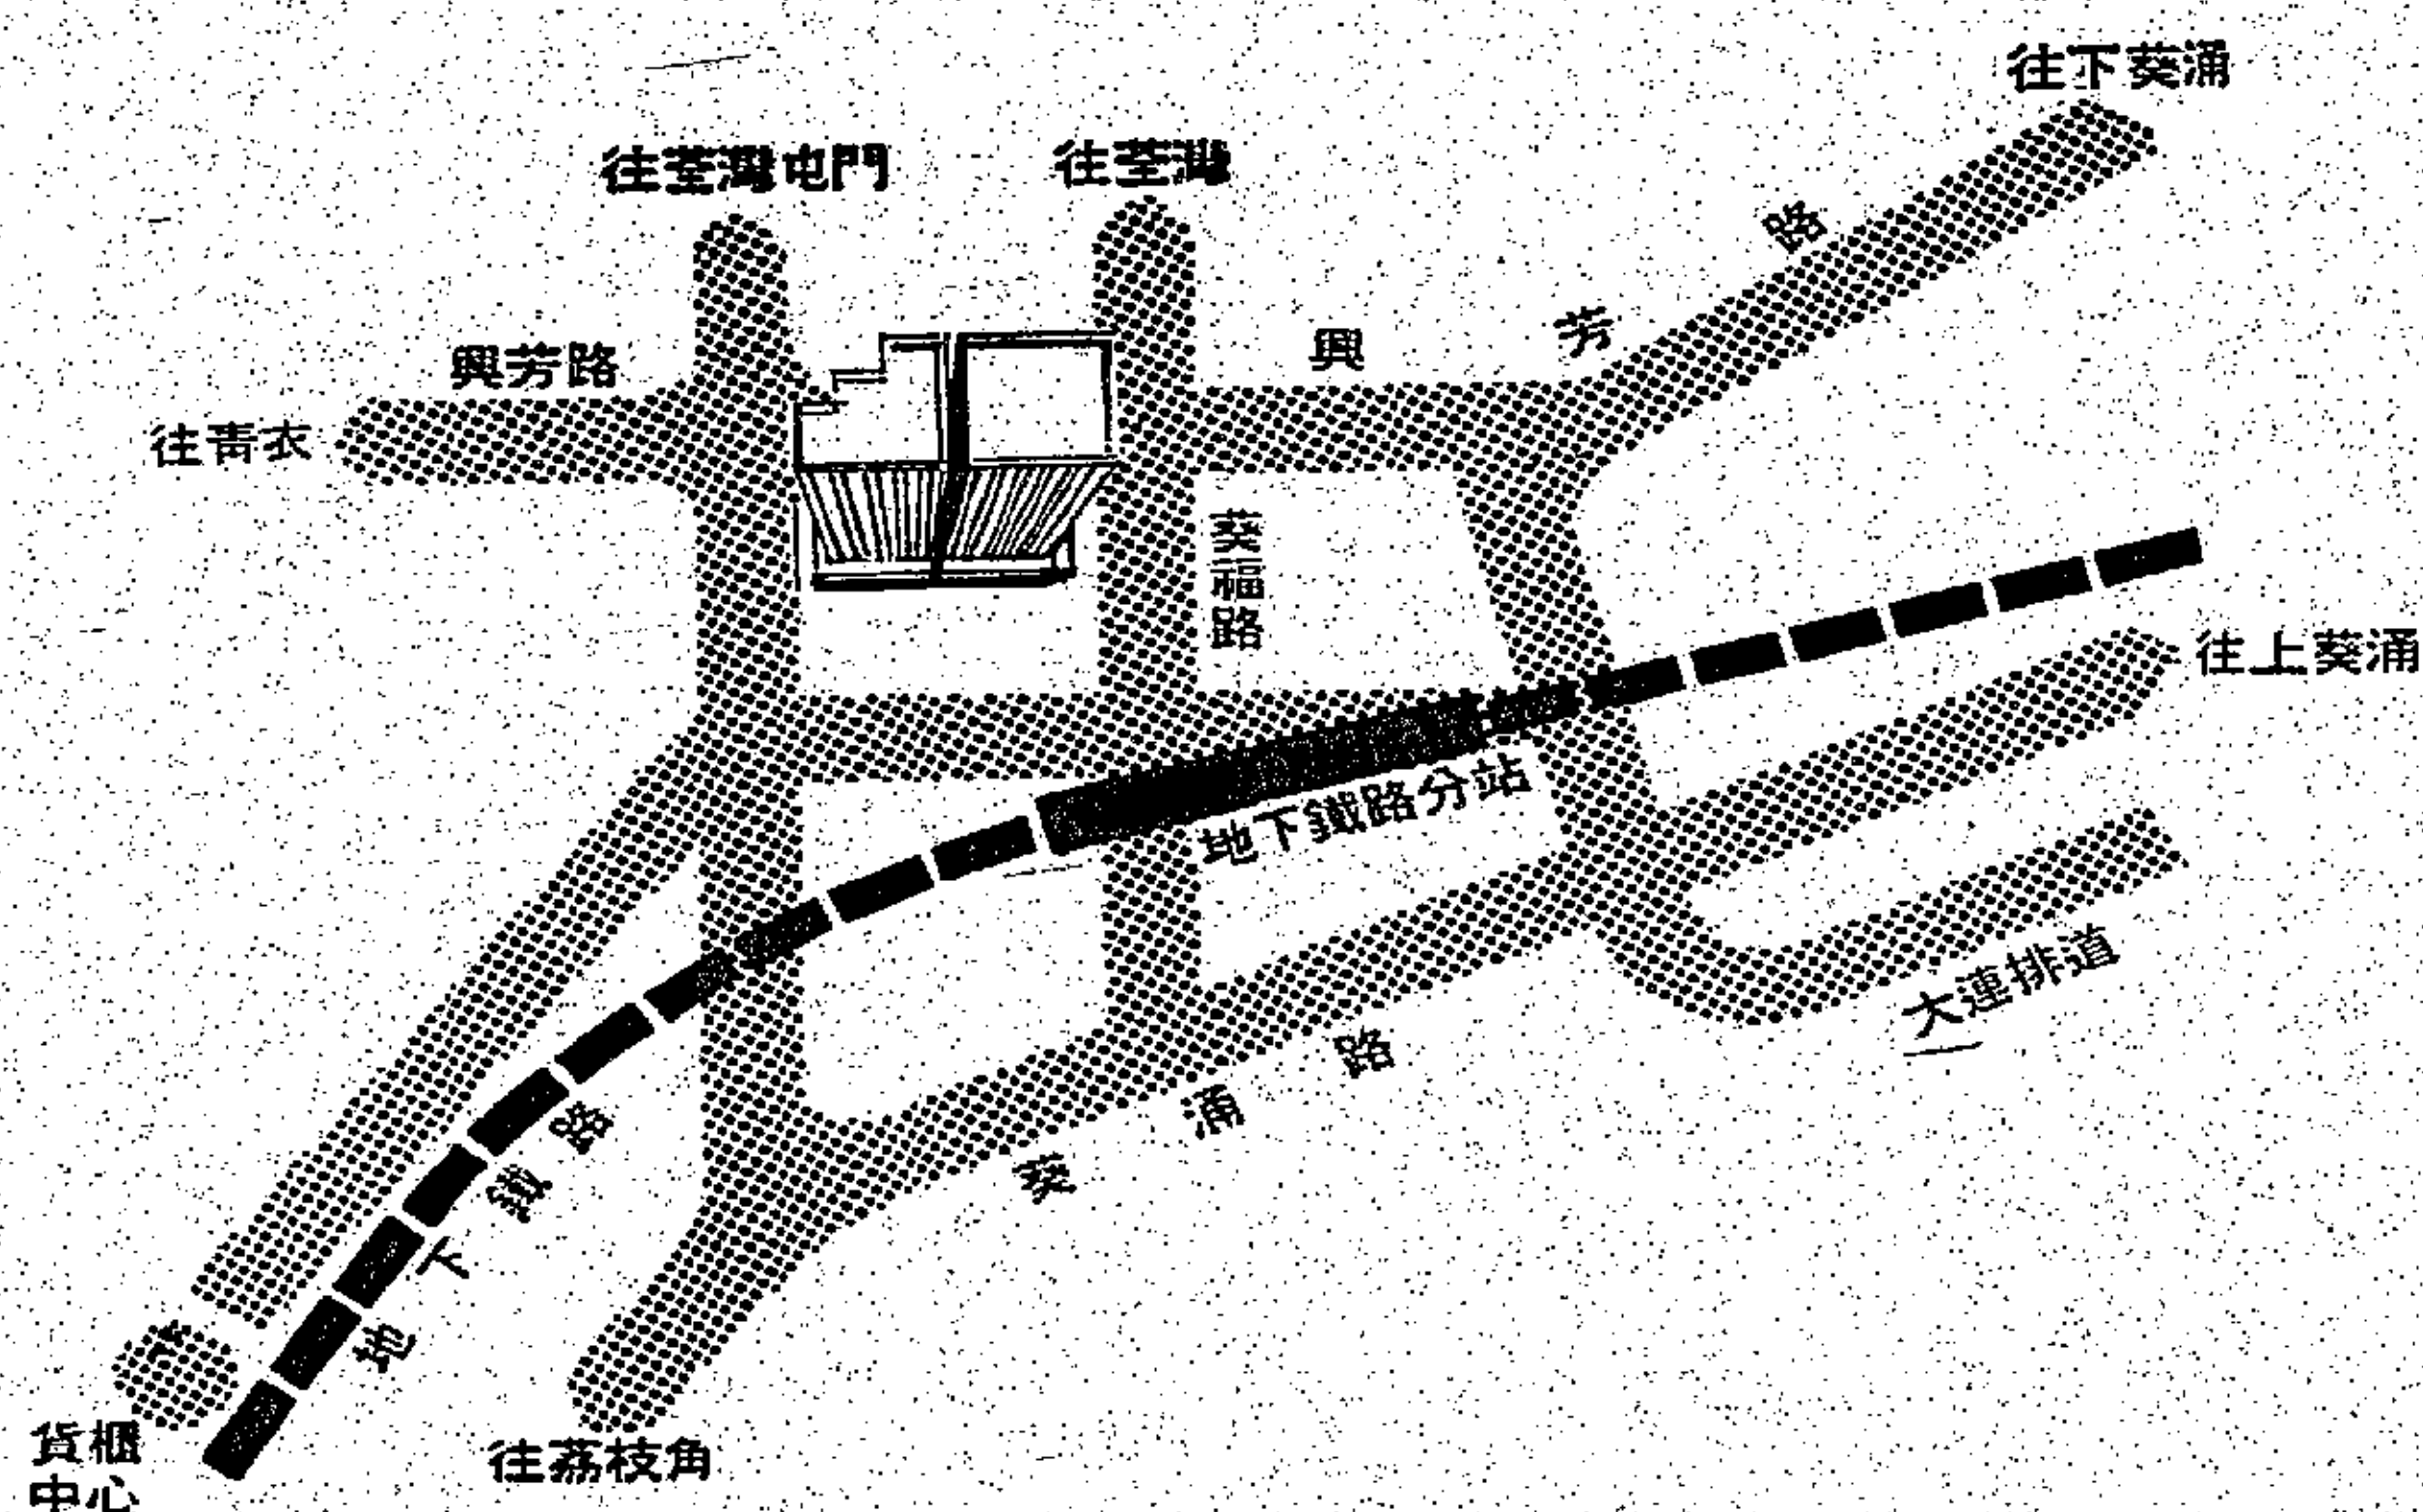 往下葵涌
往荃灣屯門
往荃灣
興芳路
興芳路
往青衣
葵福路
往上葵涌
地下鐵路分站
大連排道
葵涌路
地下鐵路
貨櫃
中心
往荔枝角